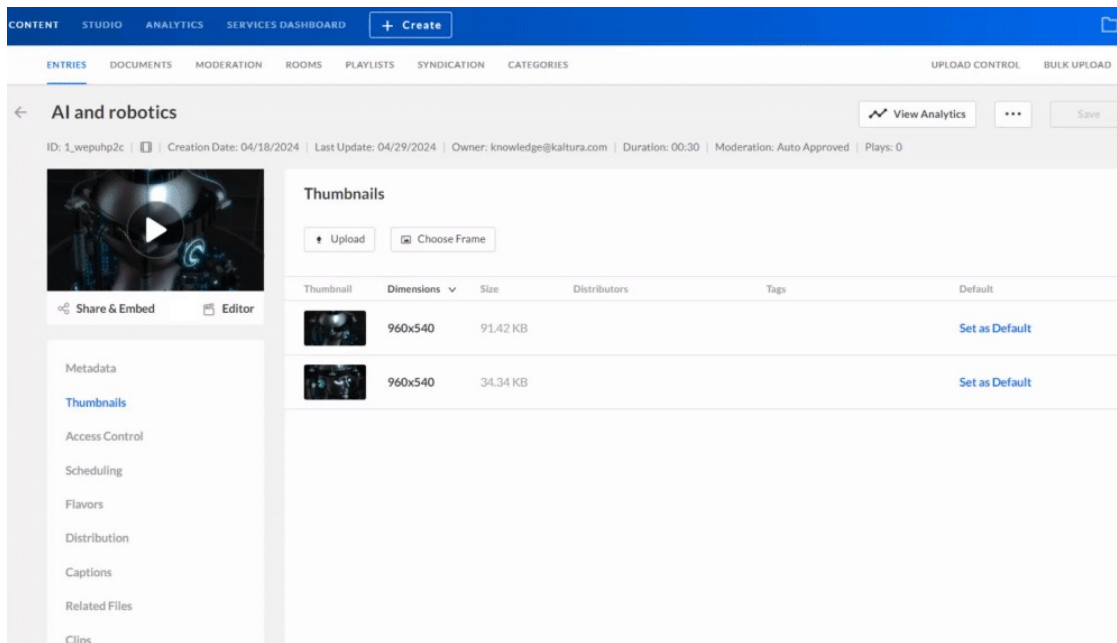 CONTENT STUDIO ANALYTICS SERVICES DASHBOARD + Create
ENTRIES DOCUMENTS MODERATION ROOMS PLAYLISTS SYNDICATION CATEGORIES UPLOAD CONTROL BULK UPLOAD
AI and robotics View Analytics ••• Save
ID: 1_wepuhp2c | Creation Date: 04/18/2024 | Last Update: 04/29/2024 | Owner: knowledge@kaltura.com | Duration: 00:30 | Moderation: Auto Approved | Plays: 0
Thumbnails
Upload Choose Frame
Thumbnail Dimensions Size Distributors Tags Default
Share & Embed Editor
960x540 91.42 KB Set as Default
960x540 34.34 KB Set as Default
Metadata
Thumbnails
Access Control
Scheduling
Flavors
Distribution
Captions
Related Files
Clips